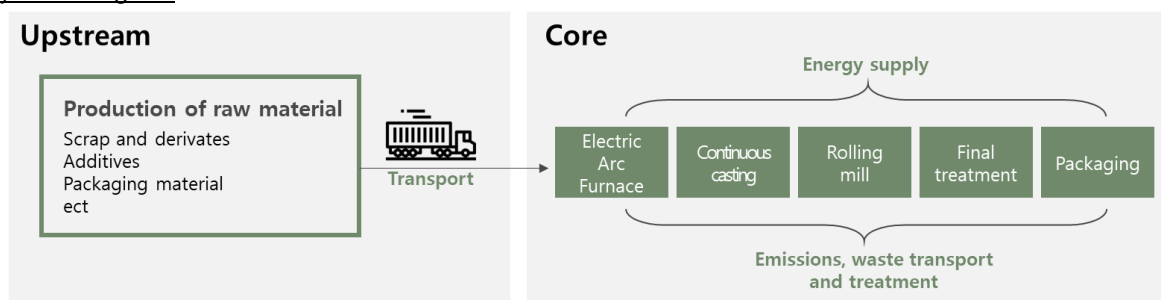 Upstream
Production of raw material
Scrap and derivates
Additives
Packaging material
ect
Transport
Core
Energy supply
Electric
Arc
Furnace
Continuous
casting
Rolling
mill
Final
treatment
Packaging
Emissions, waste transport
and treatment